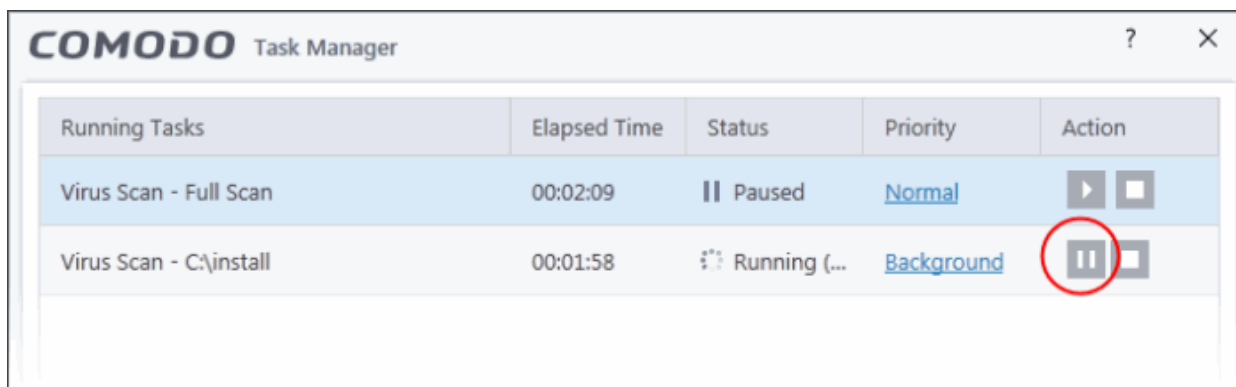 COMODO Task Manager ? X
Running Tasks Elapsed Time Status Priority Action
Virus Scan - Full Scan 00:02:09 Paused Normal
Virus Scan - C:\install 00:01:58 Running (... Background